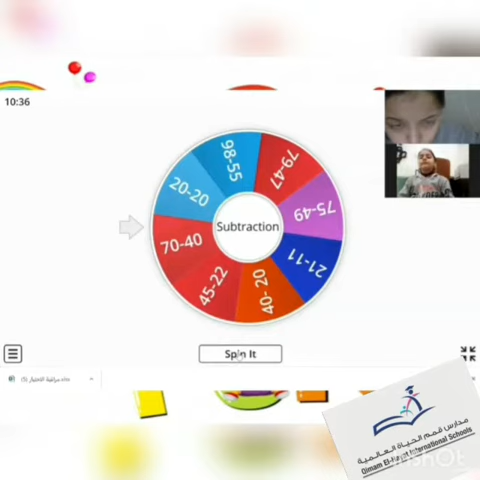 10:36
98-55
79-47
75-49
21-11
40- 20
45-22
70-40
20-20
Subtraction
Spin It
مدارس قمم الحياة العالمية
Qimam El-Hayat International Schools